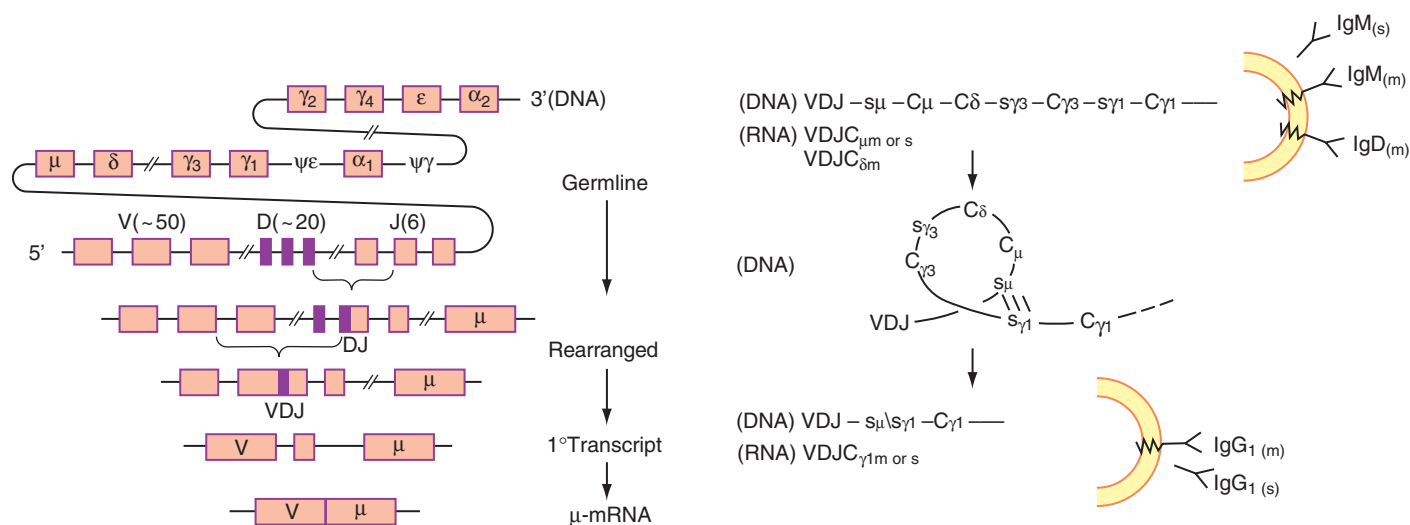 γ₂ γ₄ ε α₂ 3'(DNA)
μ δ γ₃ γ₁ ψε α₁ ψγ
Germline
V(~50) D(~20) J(6)
5'
μ
DJ
Rearranged
μ
VDJ
V μ
1°Transcript
V μ
μ-mRNA
IgM(s)
IgM(m)
IgD(m)
(DNA) VDJ –sμ –Cμ –Cδ –sγ₃ –Cγ₃ –sγ₁ –Cγ₁ —
(RNA) VDJCμm or s
VDJCδm
Cδ
sγ₃
Cμ
(DNA)
Cγ₃
sμ
VDJ
sγ₁ Cγ₁
(DNA) VDJ – sμ\sγ₁ –Cγ₁ —
(RNA) VDJCγ₁m or s
IgG₁ (m)
IgG₁ (s)